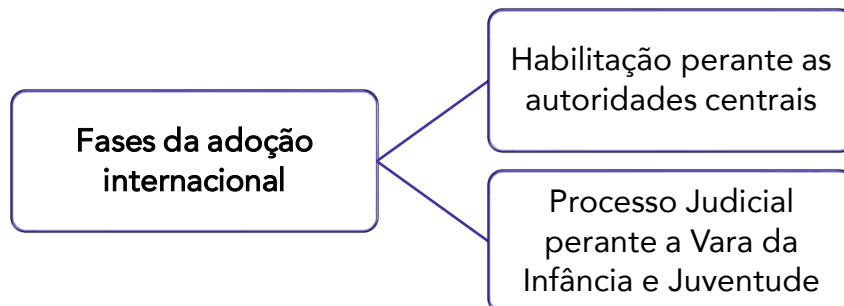 Fases da adoção
internacional
Habilitação perante as
autoridades centrais
Processo Judicial
perante a Vara da
Infância e Juventude